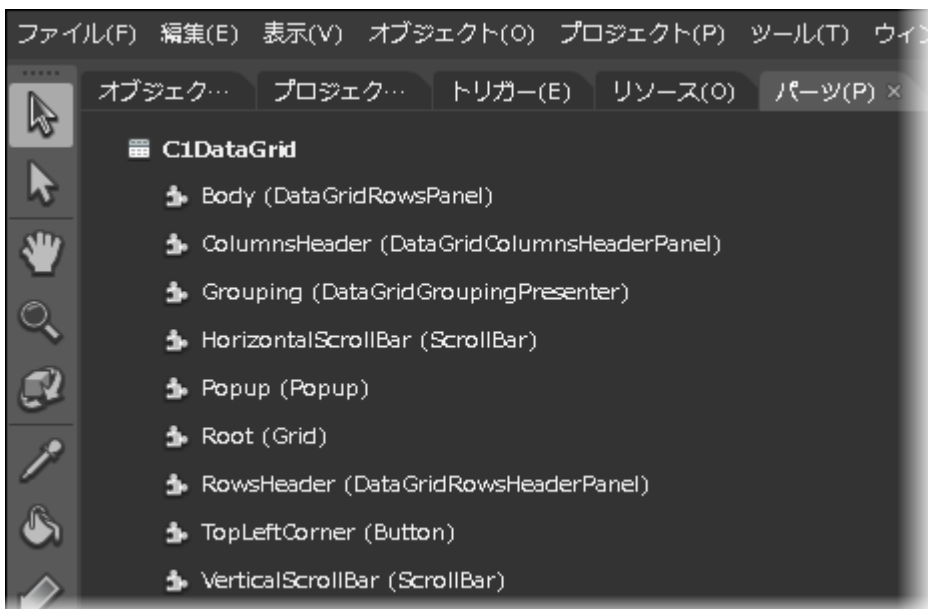 ファイル(F) 編集(E) 表示(V) オブジェクト(O) プロジェクト(P) ツール(T) ウィン
オブジェク… プロジェク… トリガー(E) リソース(O) パーツ(P) ×
C1DataGrid
Body (DataGridRowsPanel)
ColumnsHeader (DataGridColumnsHeaderPanel)
Grouping (DataGridGroupingPresenter)
HorizontalScrollBar (ScrollBar)
Popup (Popup)
Root (Grid)
RowsHeader (DataGridRowsHeaderPanel)
TopLeftCorner (Button)
VerticalScrollBar (ScrollBar)